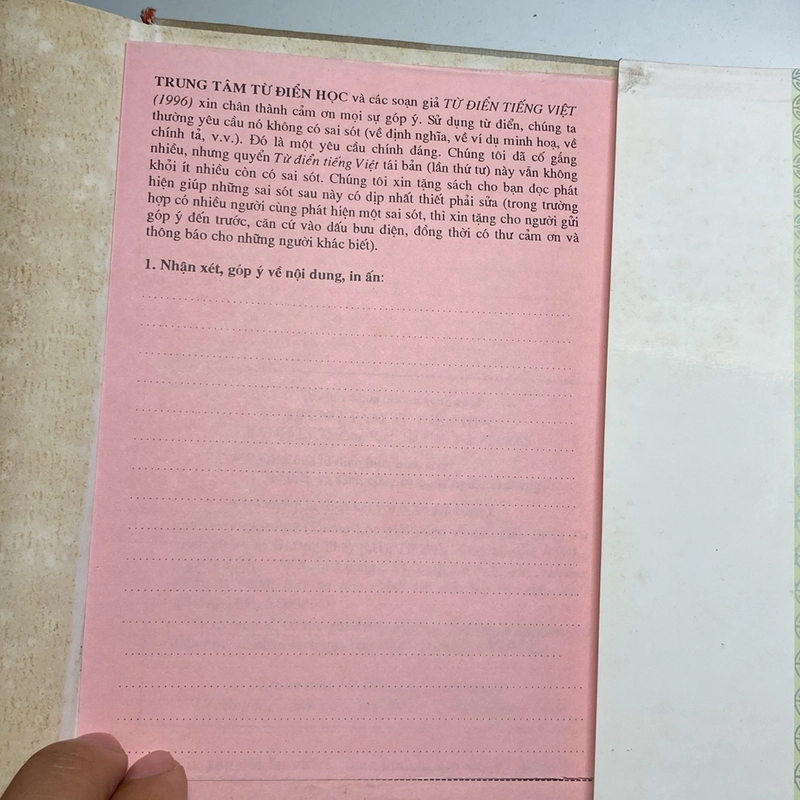 TRUNG TÂM TỪ ĐIỂN HỌC và các soạn giả TỪ ĐIỂN TIẾNG VIỆT
(1996) xin chân thành cảm ơn mọi sự góp ý. Sử dụng từ điển, chúng ta
thường yêu cầu nó không có sai sót (về định nghĩa, về ví dụ minh hoạ, về
chính tả, v.v.). Đó là một yêu cầu chính đáng. Chúng tôi đã cố gắng
nhiều, nhưng quyển Từ điển tiếng Việt tái bản (lần thứ tư) này vẫn không
khỏi ít nhiều còn có sai sót. Chúng tôi xin tặng sách cho bạn đọc phát
hiện giúp những sai sót sau này có dịp nhất thiết phải sửa (trong trường
hợp có nhiều người cùng phát hiện một sai sót, thì xin tặng cho người gửi
góp ý đến trước, căn cứ vào dấu bưu điện, đồng thời có thư cảm ơn và
thông báo cho những người khác biết).
1. Nhận xét, góp ý về nội dung, in ấn: